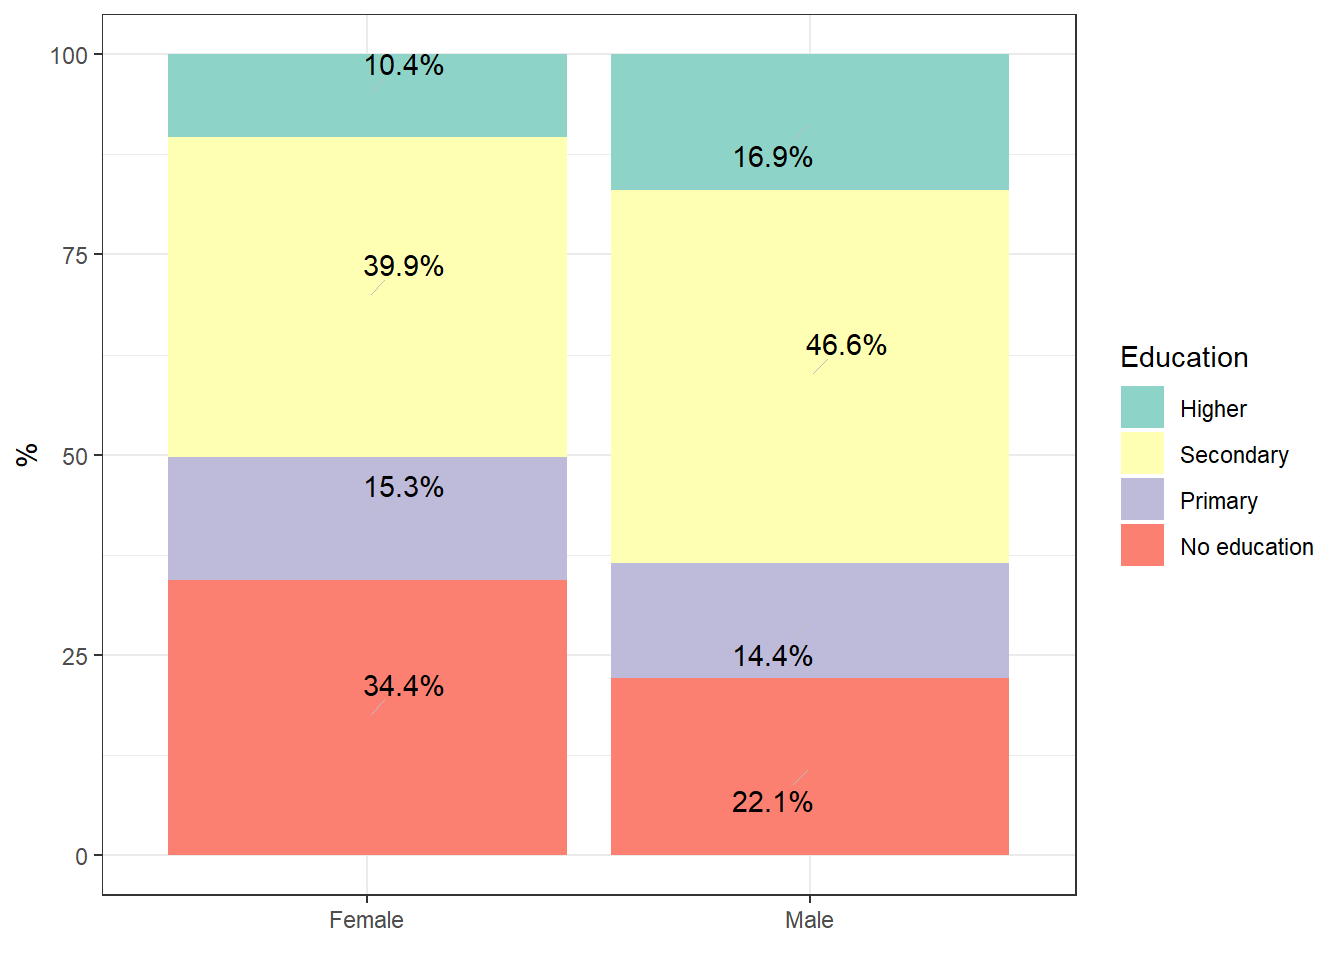 100
75
50
25
0
%
10.4%
39.9%
15.3%
34.4%
16.9%
46.6%
14.4%
22.1%
Female
Male
Education
Higher
Secondary
Primary
No education